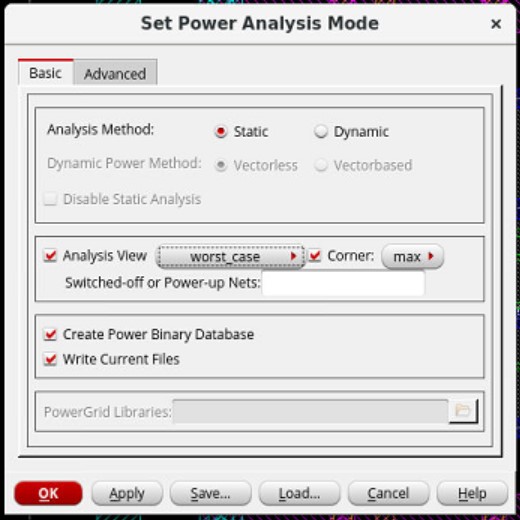 Set Power Analysis Mode ×
Basic Advanced
Analysis Method: Static Dynamic
Dynamic Power Method: Vectorless Vectorbased
Disable Static Analysis
Analysis View worst_case Corner: max
Switched-off or Power-up Nets:
Create Power Binary Database
Write Current Files
PowerGrid Libraries:
OK Apply Save... Load... Cancel Help